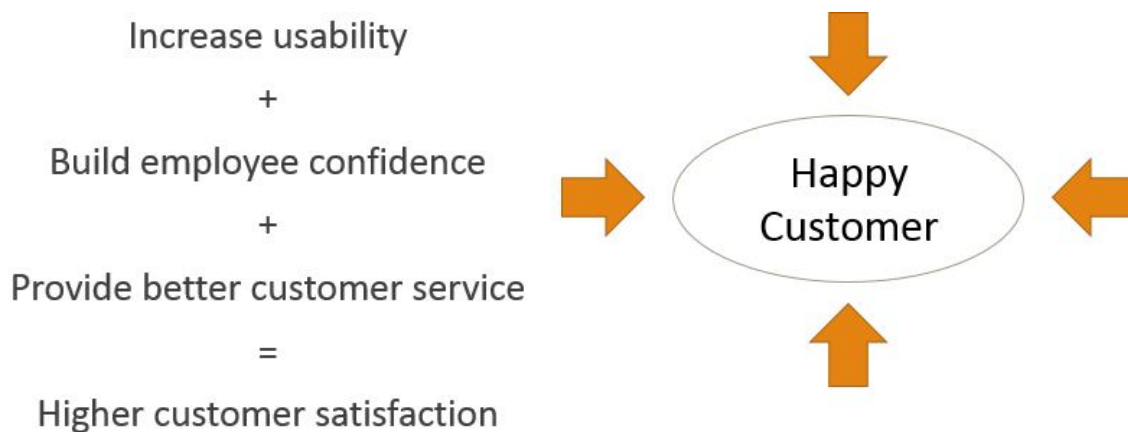 Increase usability
+
Build employee confidence
+
Provide better customer service
=
Higher customer satisfaction
Happy
Customer